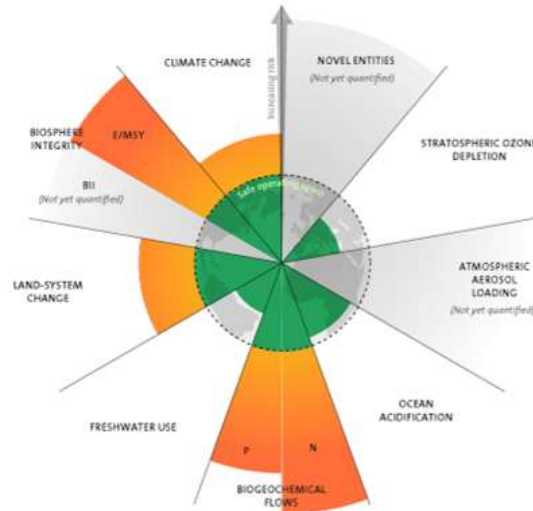 CLIMATE CHANGE
NOVEL ENTITIES
(Not yet quantified)
Increasing risk
STRATOSPHERIC OZONE
DEPLETION
BIOSPHERE
INTEGRITY
E/MSY
BII
(Not yet quantified)
Safe operating space
LAND-SYSTEM
CHANGE
ATMOSPHERIC
AEROSOL
LOADING
(Not yet quantified)
FRESHWATER USE
OCEAN
ACIDIFICATION
P
N
BIOGEOCHEMICAL
FLOWS